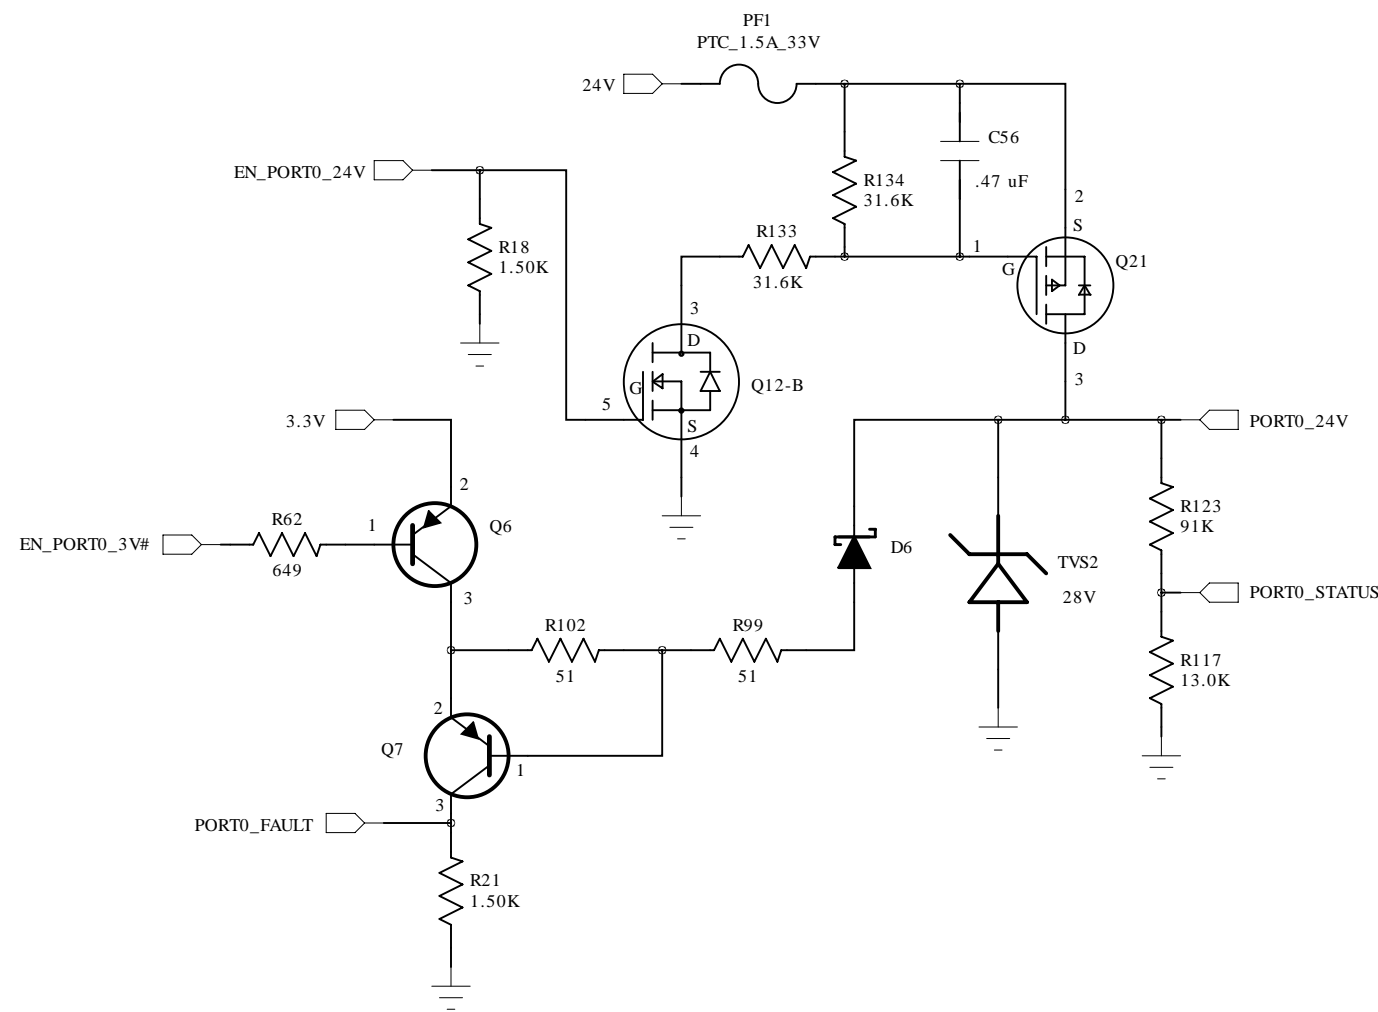 PF1
PTC_1.5A_33V
24V
C56
.47 uF
R134
31.6K
2
S
EN_PORT0_24V
R18
1.50K
R133
31.6K
1
G
Q21
3
D
G
Q12-B
5
S
4
D
3
3.3V
PORT0_24V
2
R62
1
Q6
EN_PORT0_3V#
649
3
R123
91K
D6
TVS2
28V
PORT0_STATUS
R102
51
R99
51
R117
13.0K
2
Q7
1
3
PORT0_FAULT
R21
1.50K